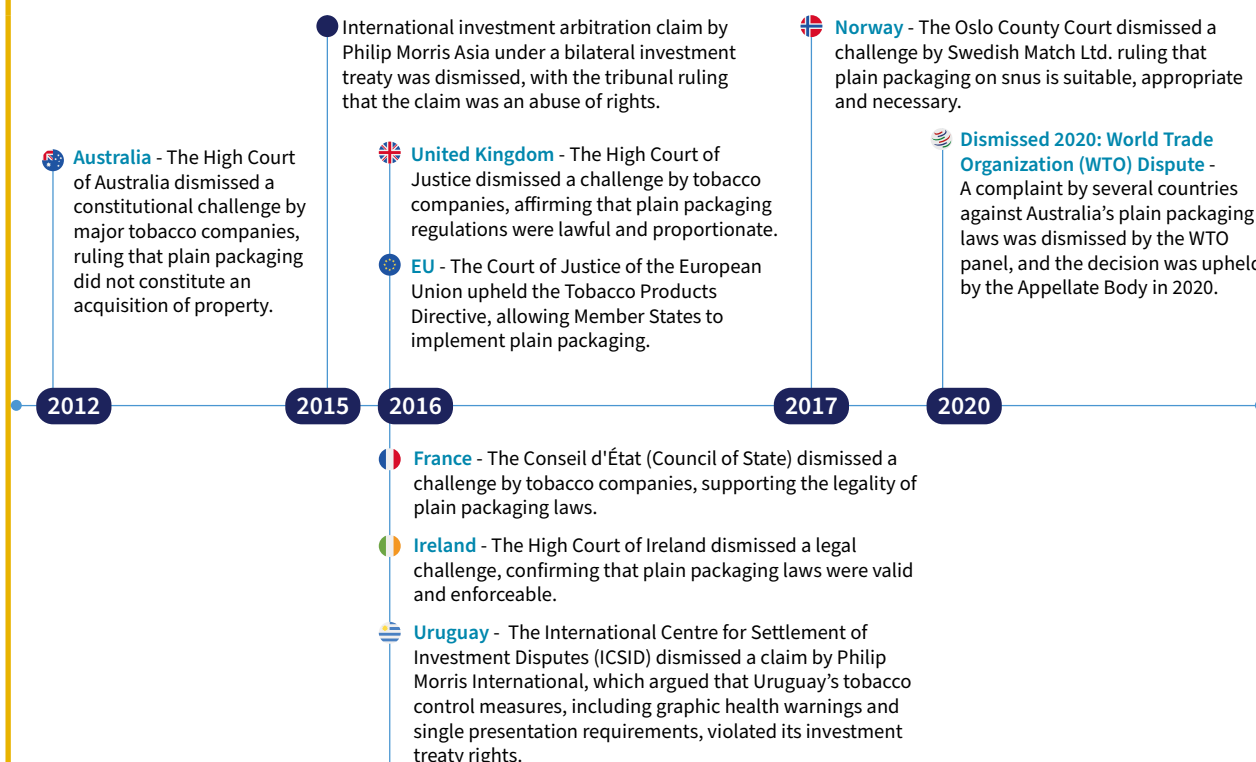 International investment arbitration claim by
Philip Morris Asia under a bilateral investment
treaty was dismissed, with the tribunal ruling
that the claim was an abuse of rights.
Norway - The Oslo County Court dismissed a
challenge by Swedish Match Ltd. ruling that
plain packaging on snus is suitable, appropriate
and necessary.
Australia - The High Court
of Australia dismissed a
constitutional challenge by
major tobacco companies,
ruling that plain packaging
did not constitute an
acquisition of property.
United Kingdom - The High Court of
Justice dismissed a challenge by tobacco
companies, affirming that plain packaging
regulations were lawful and proportionate.
EU - The Court of Justice of the European
Union upheld the Tobacco Products
Directive, allowing Member States to
implement plain packaging.
Dismissed 2020: World Trade
Organization (WTO) Dispute -
A complaint by several countries
against Australia's plain packaging
laws was dismissed by the WTO
panel, and the decision was upheld
by the Appellate Body in 2020.
2012
2015
2016
2017
2020
France - The Conseil d'État (Council of State) dismissed a
challenge by tobacco companies, supporting the legality of
plain packaging laws.
Ireland - The High Court of Ireland dismissed a legal
challenge, confirming that plain packaging laws were valid
and enforceable.
Uruguay - The International Centre for Settlement of
Investment Disputes (ICSID) dismissed a claim by Philip
Morris International, which argued that Uruguay's tobacco
control measures, including graphic health warnings and
single presentation requirements, violated its investment
treaty rights.